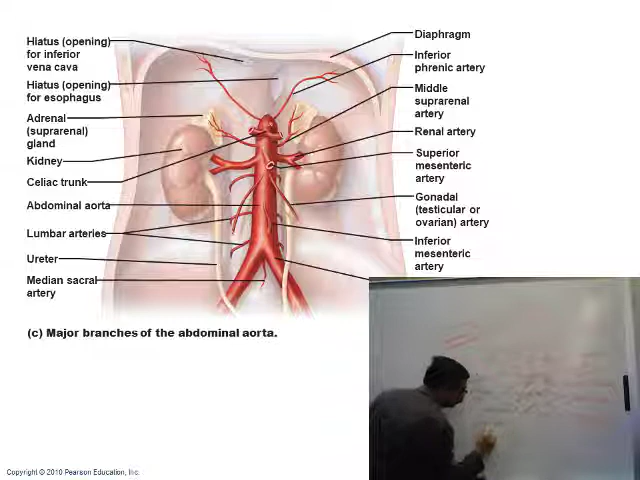 Hiatus (opening)
for inferior
vena cava
Hiatus (opening)
for esophagus
Adrenal
(suprarenal)
gland
Kidney
Celiac trunk
Abdominal aorta
Lumbar arteries
Ureter
Median sacral
artery
Diaphragm
Inferior
phrenic artery
Middle
suprarenal
artery
Renal artery
Superior
mesenteric
artery
Gonadal
(testicular or
ovarian) artery
Inferior
mesenteric
artery
(c) Major branches of the abdominal aorta.
Copyright © 2010 Pearson Education, Inc.